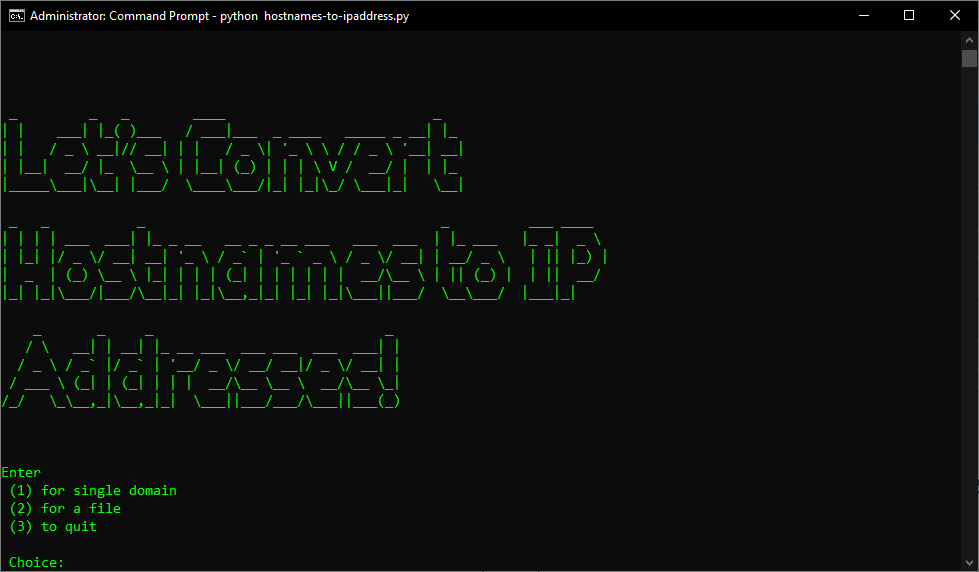 Administrator: Command Prompt - python  hostnames-to-ipaddress.py
Let's Convert
Hostnames to IP
Addresses!
Enter
(1) for single domain
(2) for a file
(3) to quit
Choice: